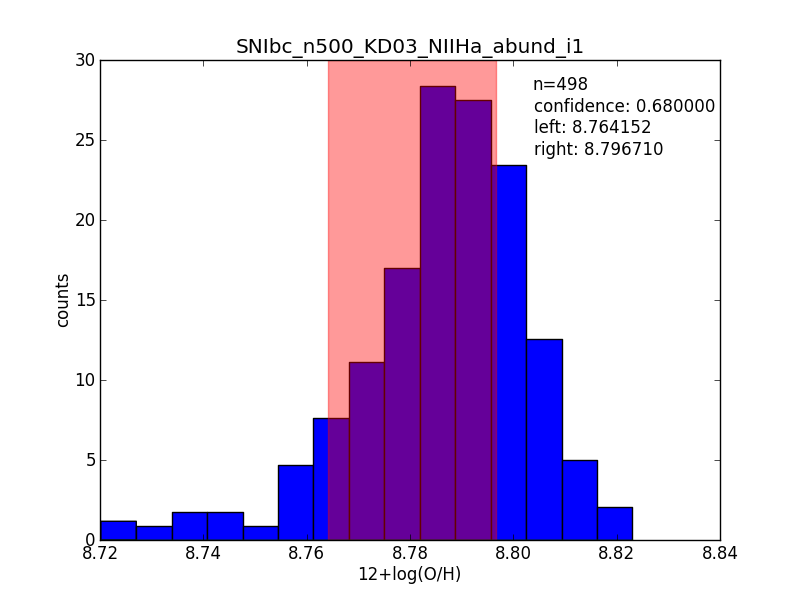 SNIbc_n500_KD03_NIIHa_abund_i1
n=498
confidence: 0.680000
left: 8.764152
right: 8.796710
30
25
20
15
10
5
0
counts
8.72 8.74 8.76 8.78 8.80 8.82 8.84
12+log(O/H)